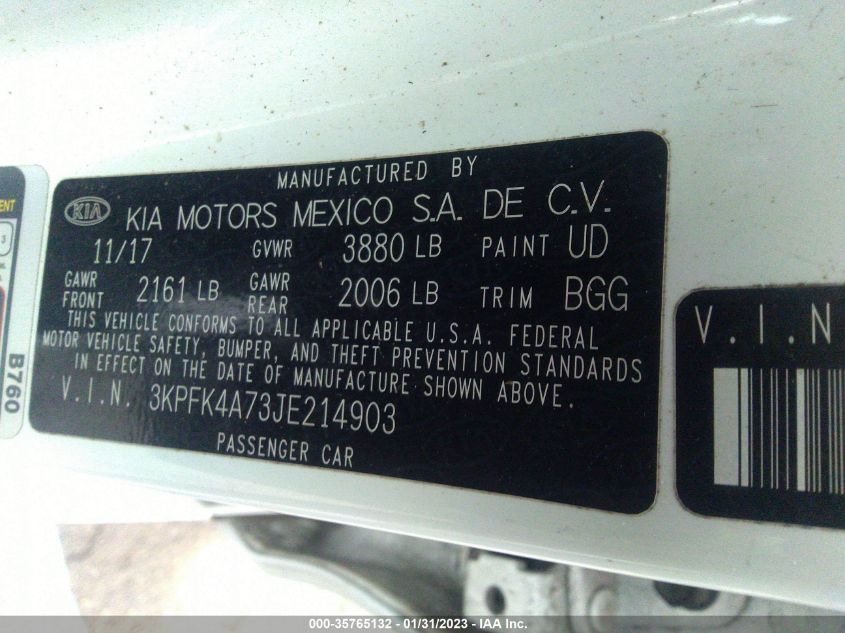 MANUFACTURED BY
KIA KIA MOTORS MEXICO S.A. DE C.V.
11/17 GVWR 3880 LB PAINT UD
GAWR FRONT 2161 LB GAWR REAR 2006 LB TRIM BGG
THIS VEHICLE CONFORMS TO ALL APPLICABLE U.S.A. FEDERAL
MOTOR VEHICLE SAFETY, BUMPER, AND THEFT PREVENTION STANDARDS
IN EFFECT ON THE DATE OF MANUFACTURE SHOWN ABOVE.
V.I.N. 3KPFK4A73JE214903
PASSENGER CAR
V.I.N
B760
000-35765132 - 01/31/2023 - IAA Inc.